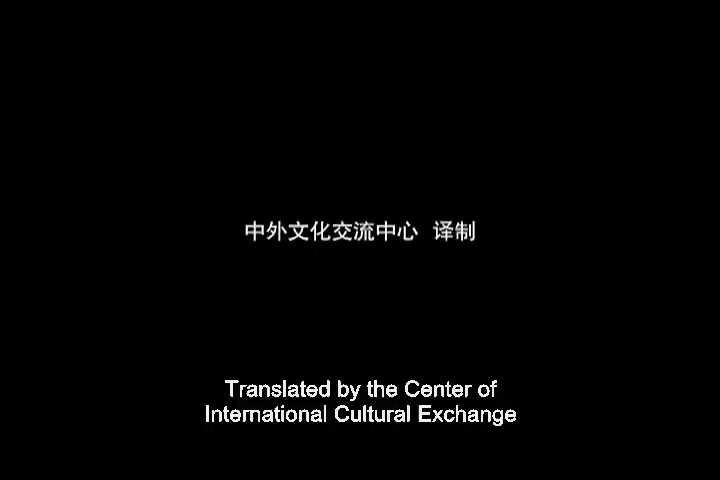 中外文化交流中心 译制
Translated by the Center of
International Cultural Exchange